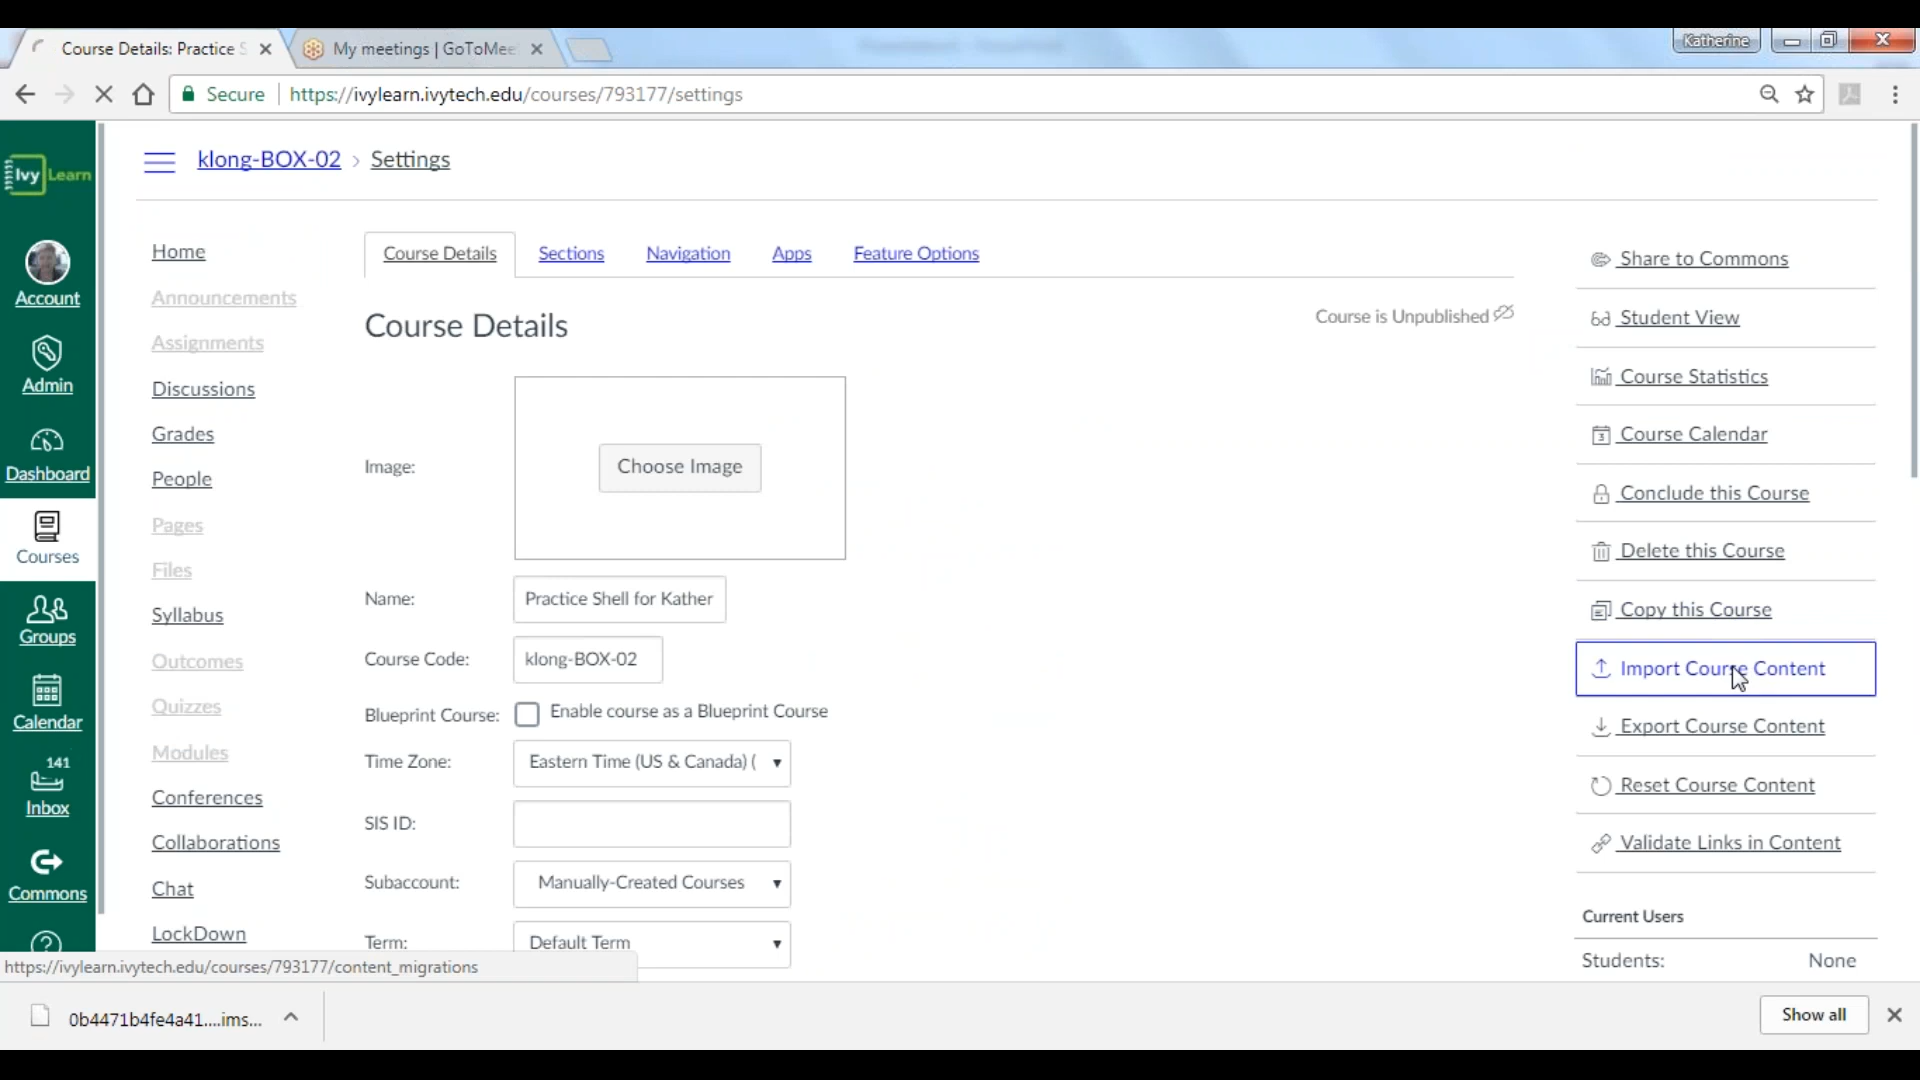 Course Details: Practice S
My meetings | GoToMee
Katherine
Secure
https://ivylearn.ivytech.edu/courses/793177/settings
Ivy Learn
Account
Admin
Dashboard
Courses
Groups
Calendar
141
Inbox
Commons
klong-BOX-02 › Settings
Home
Announcements
Assignments
Discussions
Grades
People
Pages
Files
Syllabus
Outcomes
Quizzes
Modules
Conferences
Collaborations
Chat
LockDown
Course Details
Sections
Navigation
Apps
Feature Options
Course Details
Course is Unpublished
Image:
Choose Image
Name:
Practice Shell for Kather
Course Code:
klong-BOX-02
Blueprint Course:
Enable course as a Blueprint Course
Time Zone:
Eastern Time (US & Canada) (
SIS ID:
Subaccount:
Manually-Created Courses
Term:
Default Term
Share to Commons
Student View
Course Statistics
Course Calendar
Conclude this Course
Delete this Course
Copy this Course
Import Course Content
Export Course Content
Reset Course Content
Validate Links in Content
Current Users
Students:
None
https://ivylearn.ivytech.edu/courses/793177/content_migrations
0b4471b4fe4a41....ims...
Show all